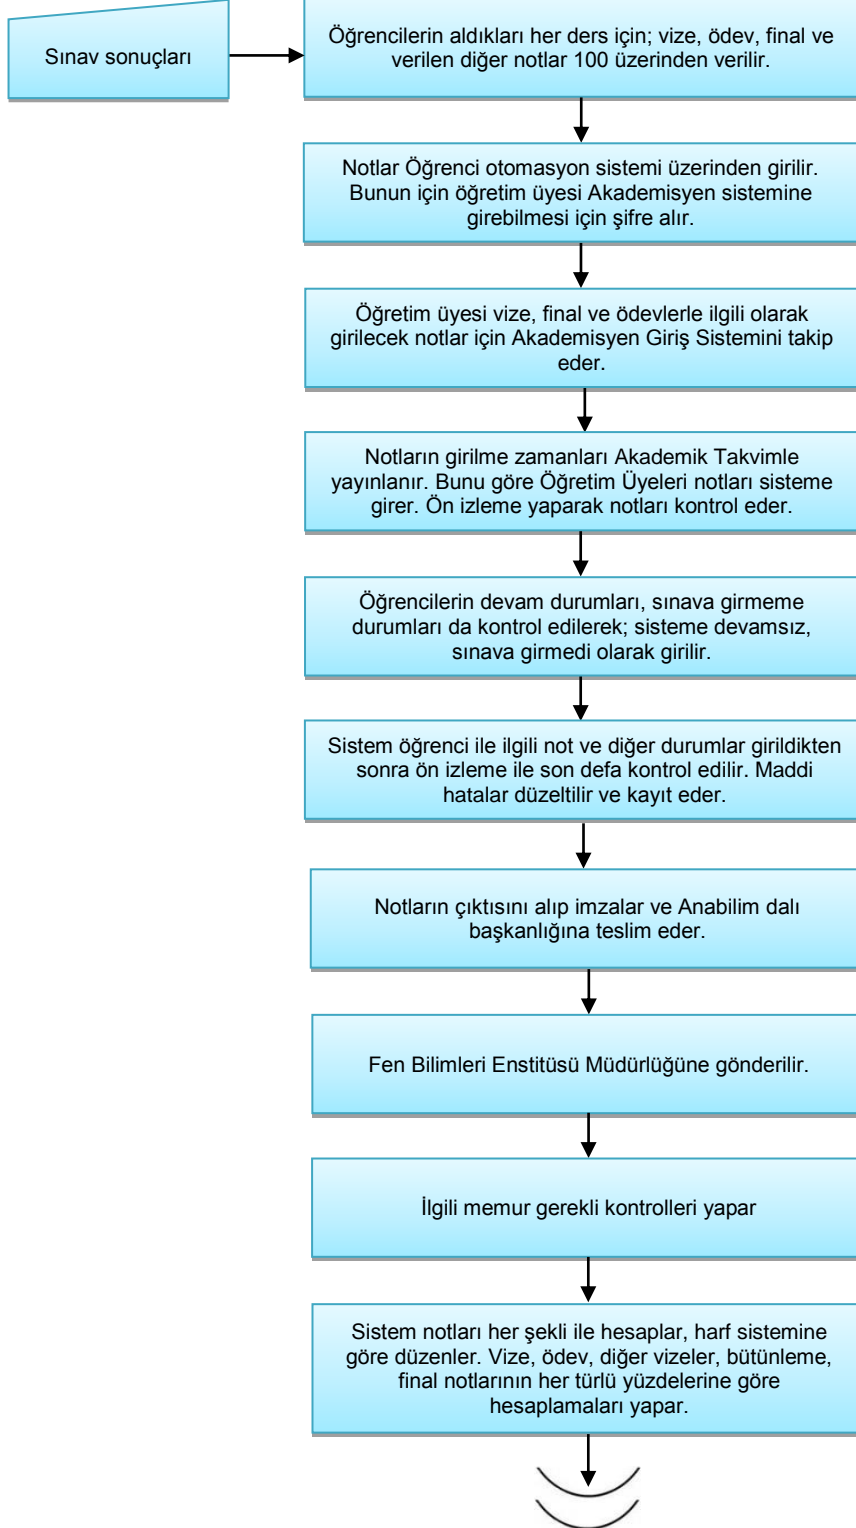 Sınav sonuçları
Öğrencilerin aldıkları her ders için; vize, ödev, final ve
verilen diğer notlar 100 üzerinden verilir.
Notlar Öğrenci otomasyon sistemi üzerinden girilir.
Bunun için öğretim üyesi Akademisyen sistemine
girebilmesi için şifre alır.
Öğretim üyesi vize, final ve ödevlerle ilgili olarak
girilecek notlar için Akademisyen Giriş Sistemini takip
eder.
Notların girilme zamanları Akademik Takvimle
yayınlanır. Bunu göre Öğretim Üyeleri notları sisteme
girer. Ön izleme yaparak notları kontrol eder.
Öğrencilerin devam durumları, sınava girmeme
durumları da kontrol edilerek; sisteme devamsız,
sınava girmedi olarak girilir.
Sistem öğrenci ile ilgili not ve diğer durumlar girildikten
sonra ön izleme ile son defa kontrol edilir. Maddi
hatalar düzeltilir ve kayıt eder.
Notların çıktısını alıp imzalar ve Anabilim dalı
başkanlığına teslim eder.
Fen Bilimleri Enstitüsü Müdürlüğüne gönderilir.
İlgili memur gerekli kontrolleri yapar
Sistem notları her şekli ile hesaplar, harf sistemine
göre düzenler. Vize, ödev, diğer vizeler, bütünleme,
final notlarının her türlü yüzdelerine göre
hesaplamaları yapar.